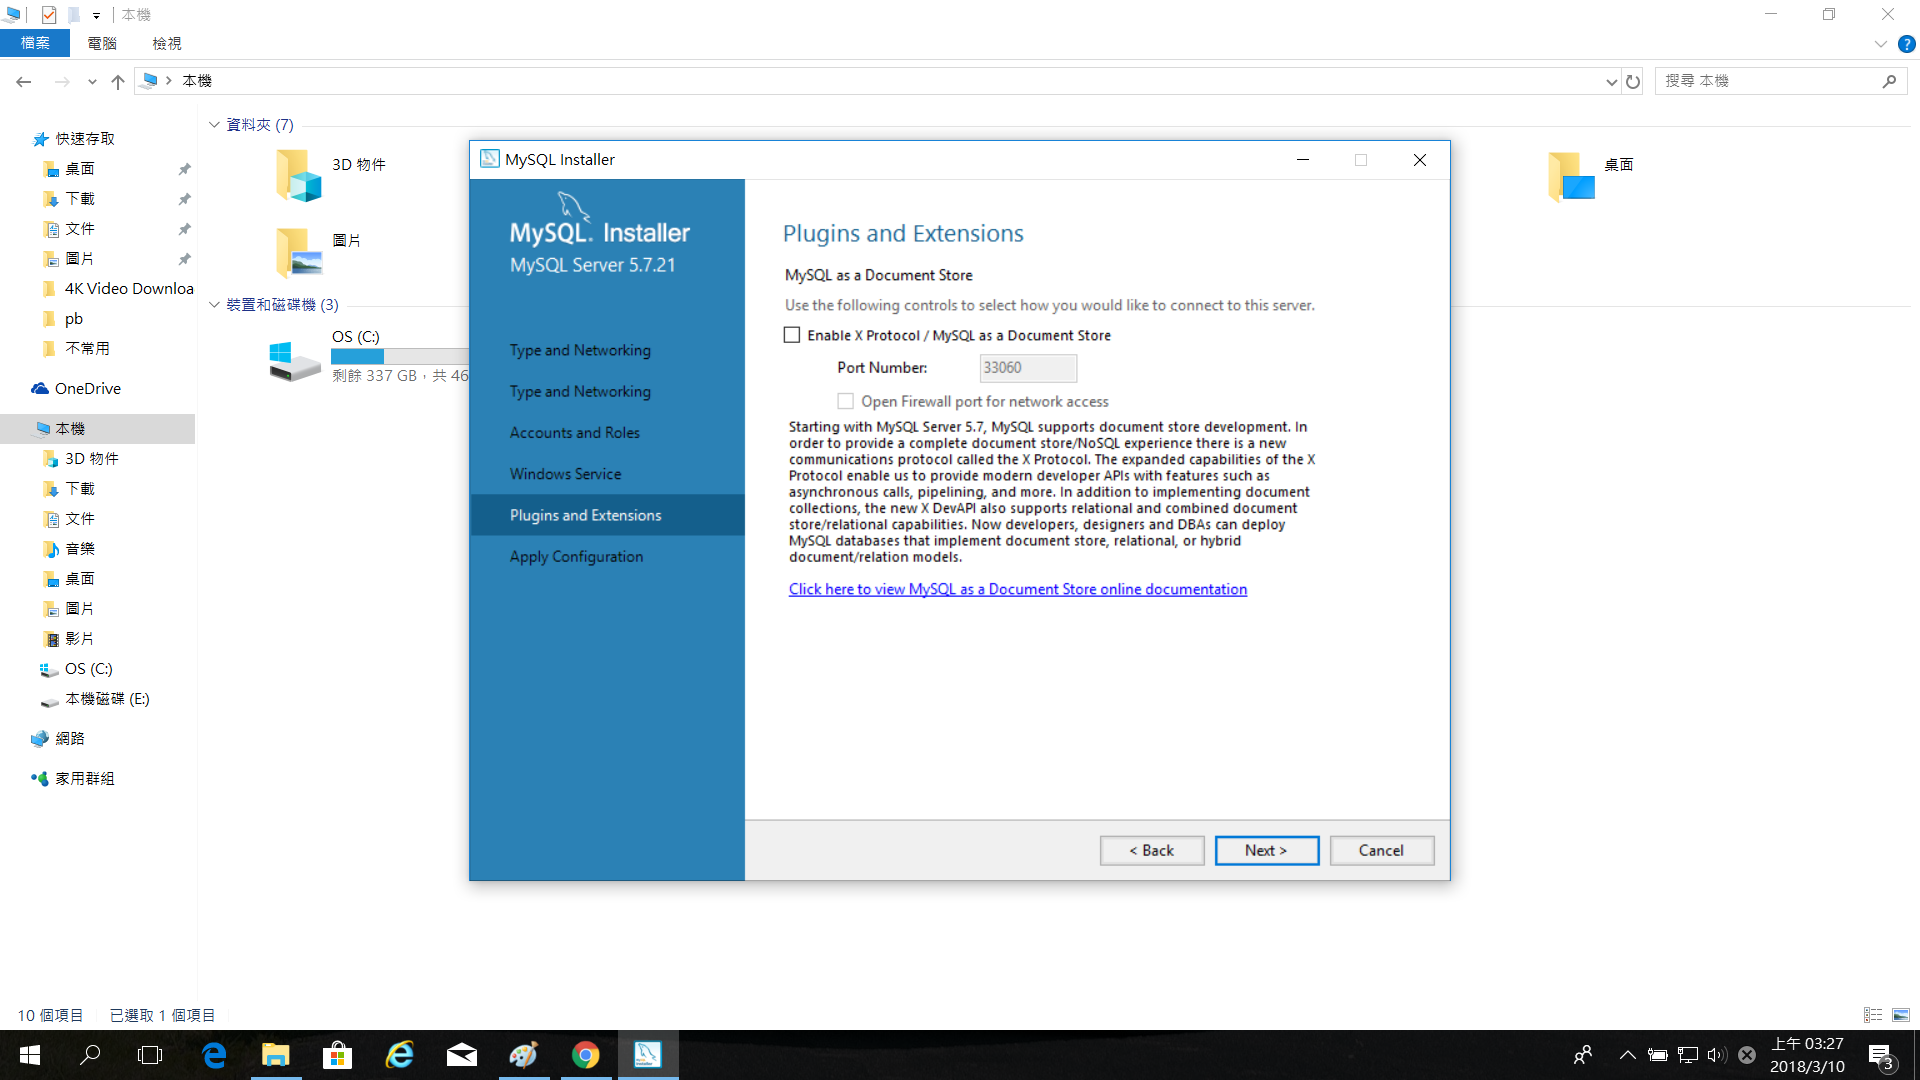 本機
檔案 電腦 檢視
本機
搜尋 本機
快速存取
桌面
下載
文件
圖片
4K Video Downloa
pb
不常用
OneDrive
本機
3D 物件
下載
文件
音樂
桌面
圖片
影片
OS (C:)
本機磁碟 (E:)
網路
家用群組
資料夾 (7)
3D 物件
桌面
圖片
裝置和磁碟機 (3)
OS (C:)
剩餘 337 GB，共 46
MySQL Installer
MySQL. Installer
MySQL Server 5.7.21
Type and Networking
Type and Networking
Accounts and Roles
Windows Service
Plugins and Extensions
Apply Configuration
Plugins and Extensions
MySQL as a Document Store
Use the following controls to select how you would like to connect to this server.
Enable X Protocol / MySQL as a Document Store
Port Number: 33060
Open Firewall port for network access
Starting with MySQL Server 5.7, MySQL supports document store development. In
order to provide a complete document store/NoSQL experience there is a new
communications protocol called the X Protocol. The expanded capabilities of the X
Protocol enable us to provide modern developer APIs with features such as
asynchronous calls, pipelining, and more. In addition to implementing document
collections, the new X DevAPI also supports relational and combined document
store/relational capabilities. Now developers, designers and DBAs can deploy
MySQL databases that implement document store, relational, or hybrid
document/relation models.
Click here to view MySQL as a Document Store online documentation
< Back Next > Cancel
10 個項目 已選取 1 個項目
上午 03:27
2018/3/10
3